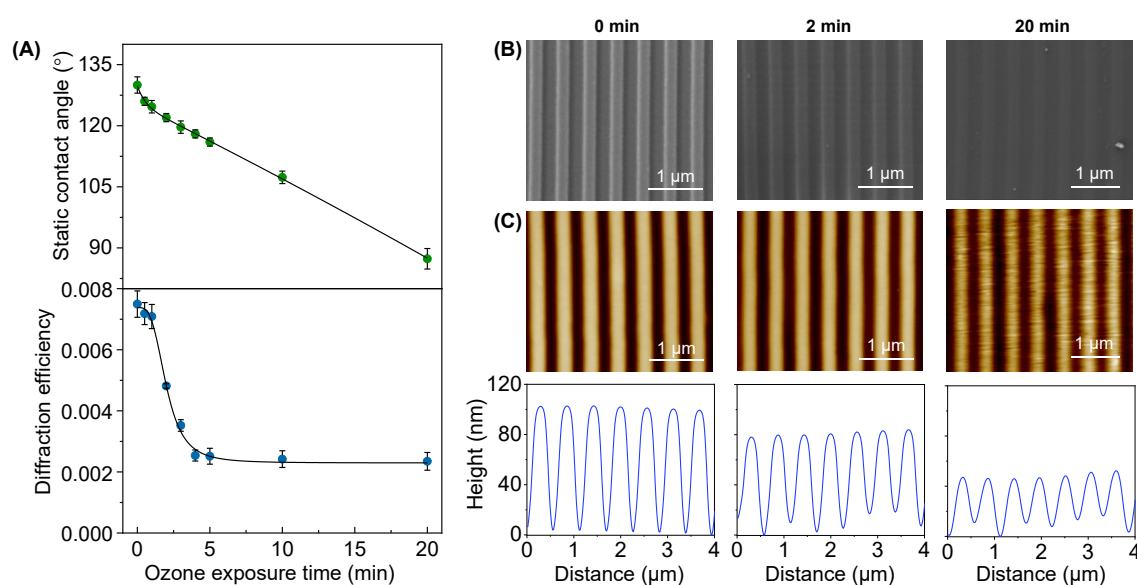 (A)
Static contact angle (°)
135
120
105
90
Diffraction efficiency
0.008
0.006
0.004
0.002
0.000
0 5 10 15 20
Ozone exposure time (min)
0 min 2 min 20 min
(B)
1 µm 1 µm 1 µm
(C)
1 µm 1 µm 1 µm
Height (nm)
120
80
40
0
0 1 2 3 4 0 1 2 3 4 0 1 2 3 4
Distance (µm) Distance (µm) Distance (µm)